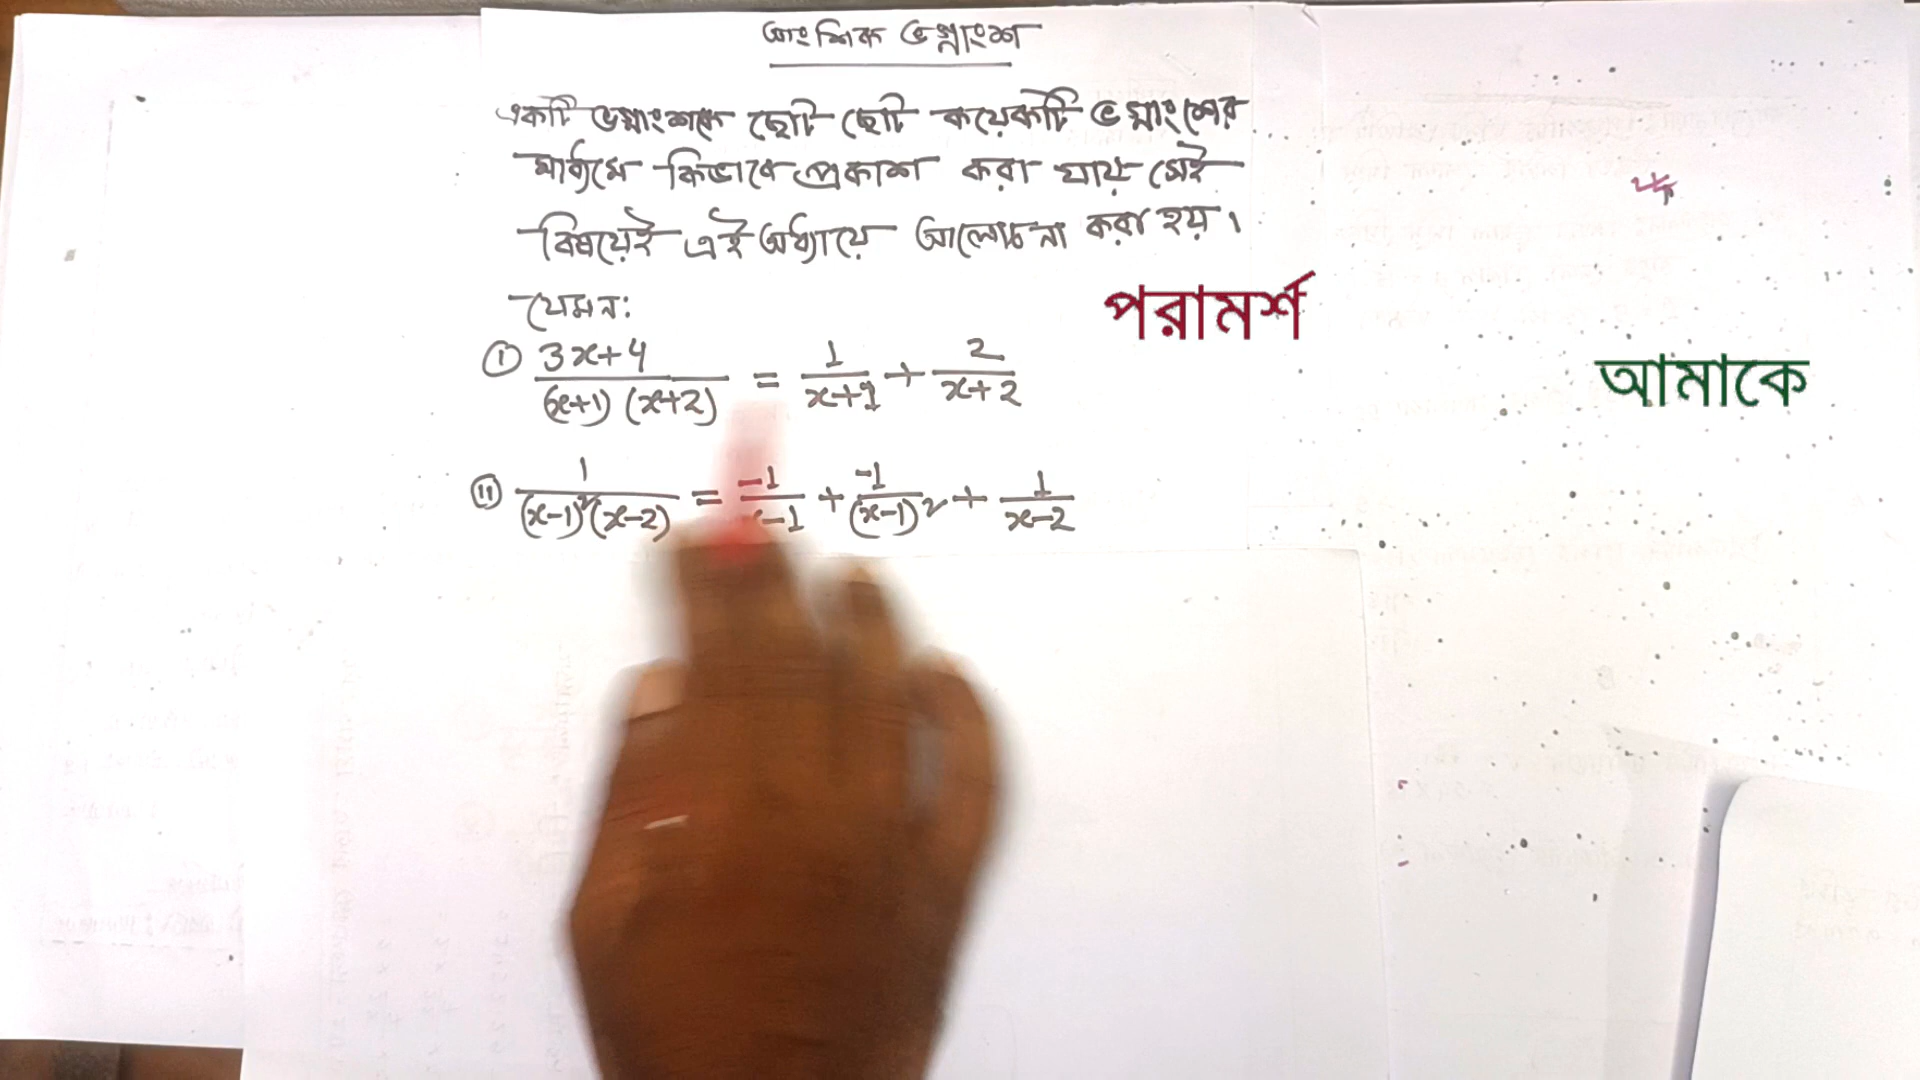 আংশিক ভগ্নাংশ
একটি ভগ্নাংশকে ছোট ছোট কয়েকটি ভগ্নাংশের
মাধ্যমে কিভাবে প্রকাশ করা যায় সেই
বিষয়েই এই অধ্যায়ে আলোচনা করা হয়।
যেমন:
পরামর্শ
আমাকে
(i) (3x+4)/((x+1)(x+2)) = 1/(x+1) + 2/(x+2)
(ii) 1/((x-1)²(x-2)) = -1/(x-1) + -1/(x-1)² + 1/(x-2)